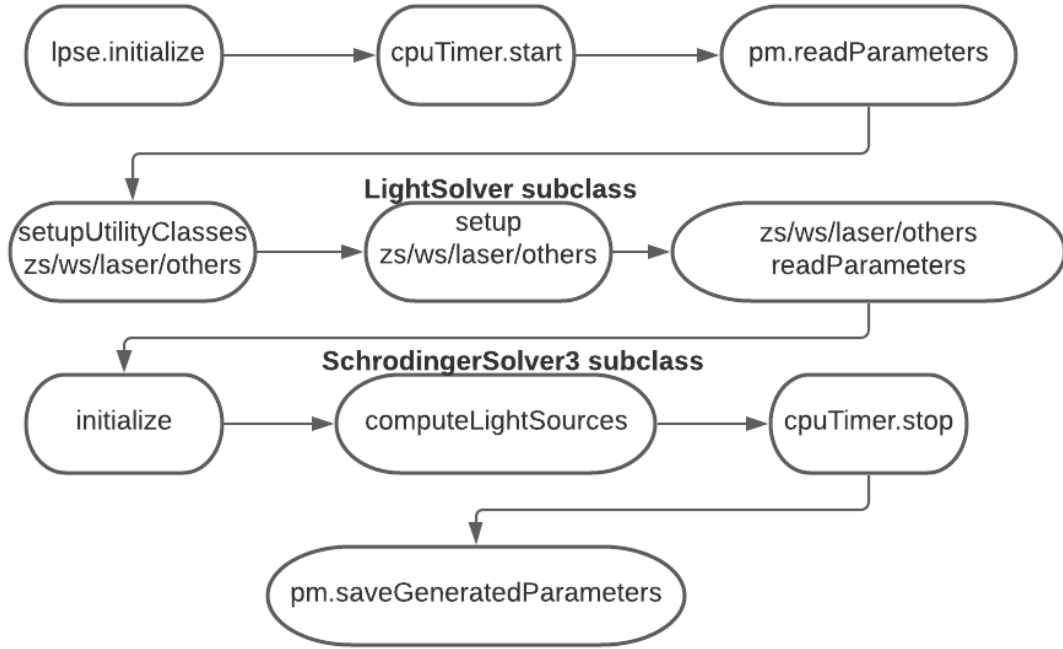 lpse.initialize
cpuTimer.start
pm.readParameters
setupUtilityClasses
zs/ws/laser/others
LightSolver subclass
setup
zs/ws/laser/others
zs/ws/laser/others
readParameters
initialize
SchrodingerSolver3 subclass
computeLightSources
cpuTimer.stop
pm.saveGeneratedParameters